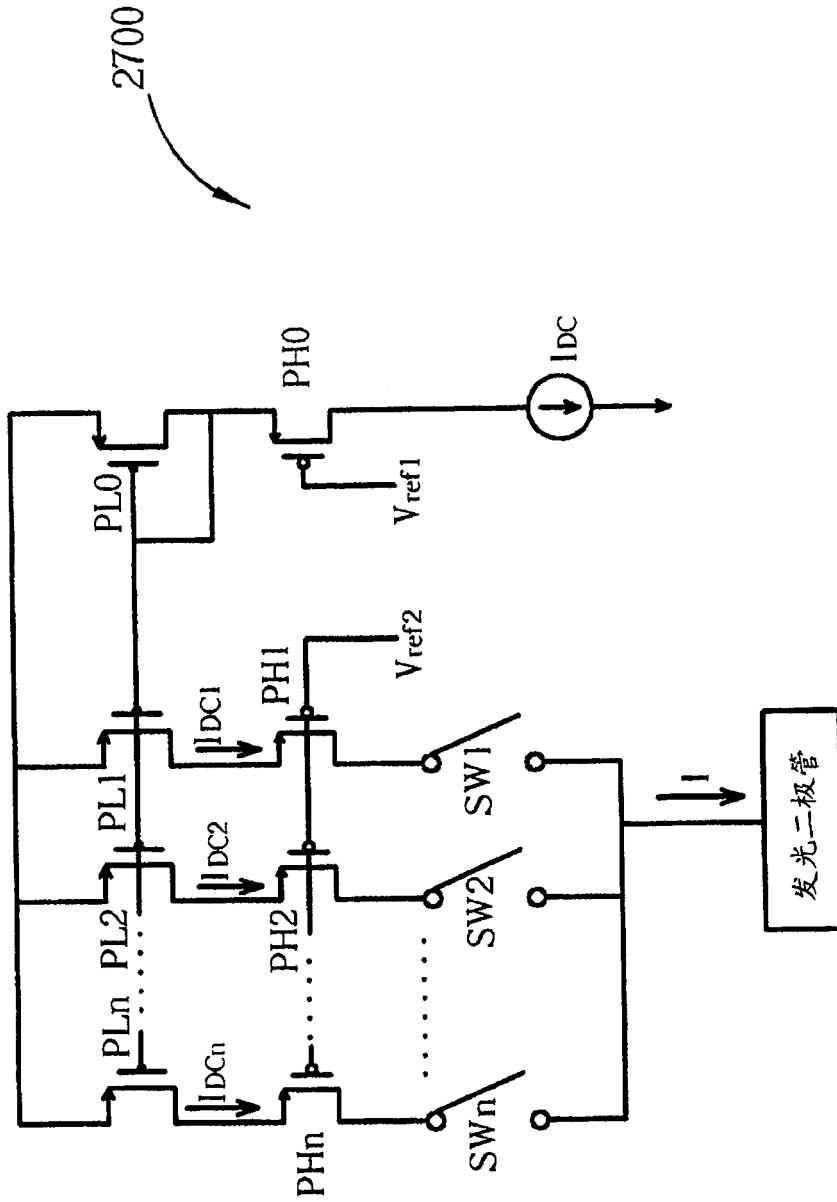 2700
PL0
PH0
Vref1
IDC
PL1
IDC1
PH1
Vref2
SW1
PL2
IDC2
PH2
SW2
PLn
IDCn
PHn
SWn
I
发光二极管